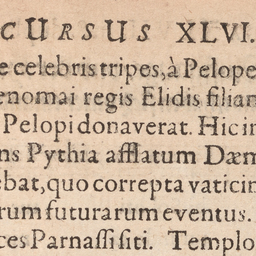 CURSUS XLVI.
e celebris tripes, à Pelope
enomai regis Elidis filian
Pelopi donaverat. Hic in
ns Pythia afflatum Dæm
ebat, quo correpta vaticin
rum futurarum eventus.
ces Parnassi siti. Templo